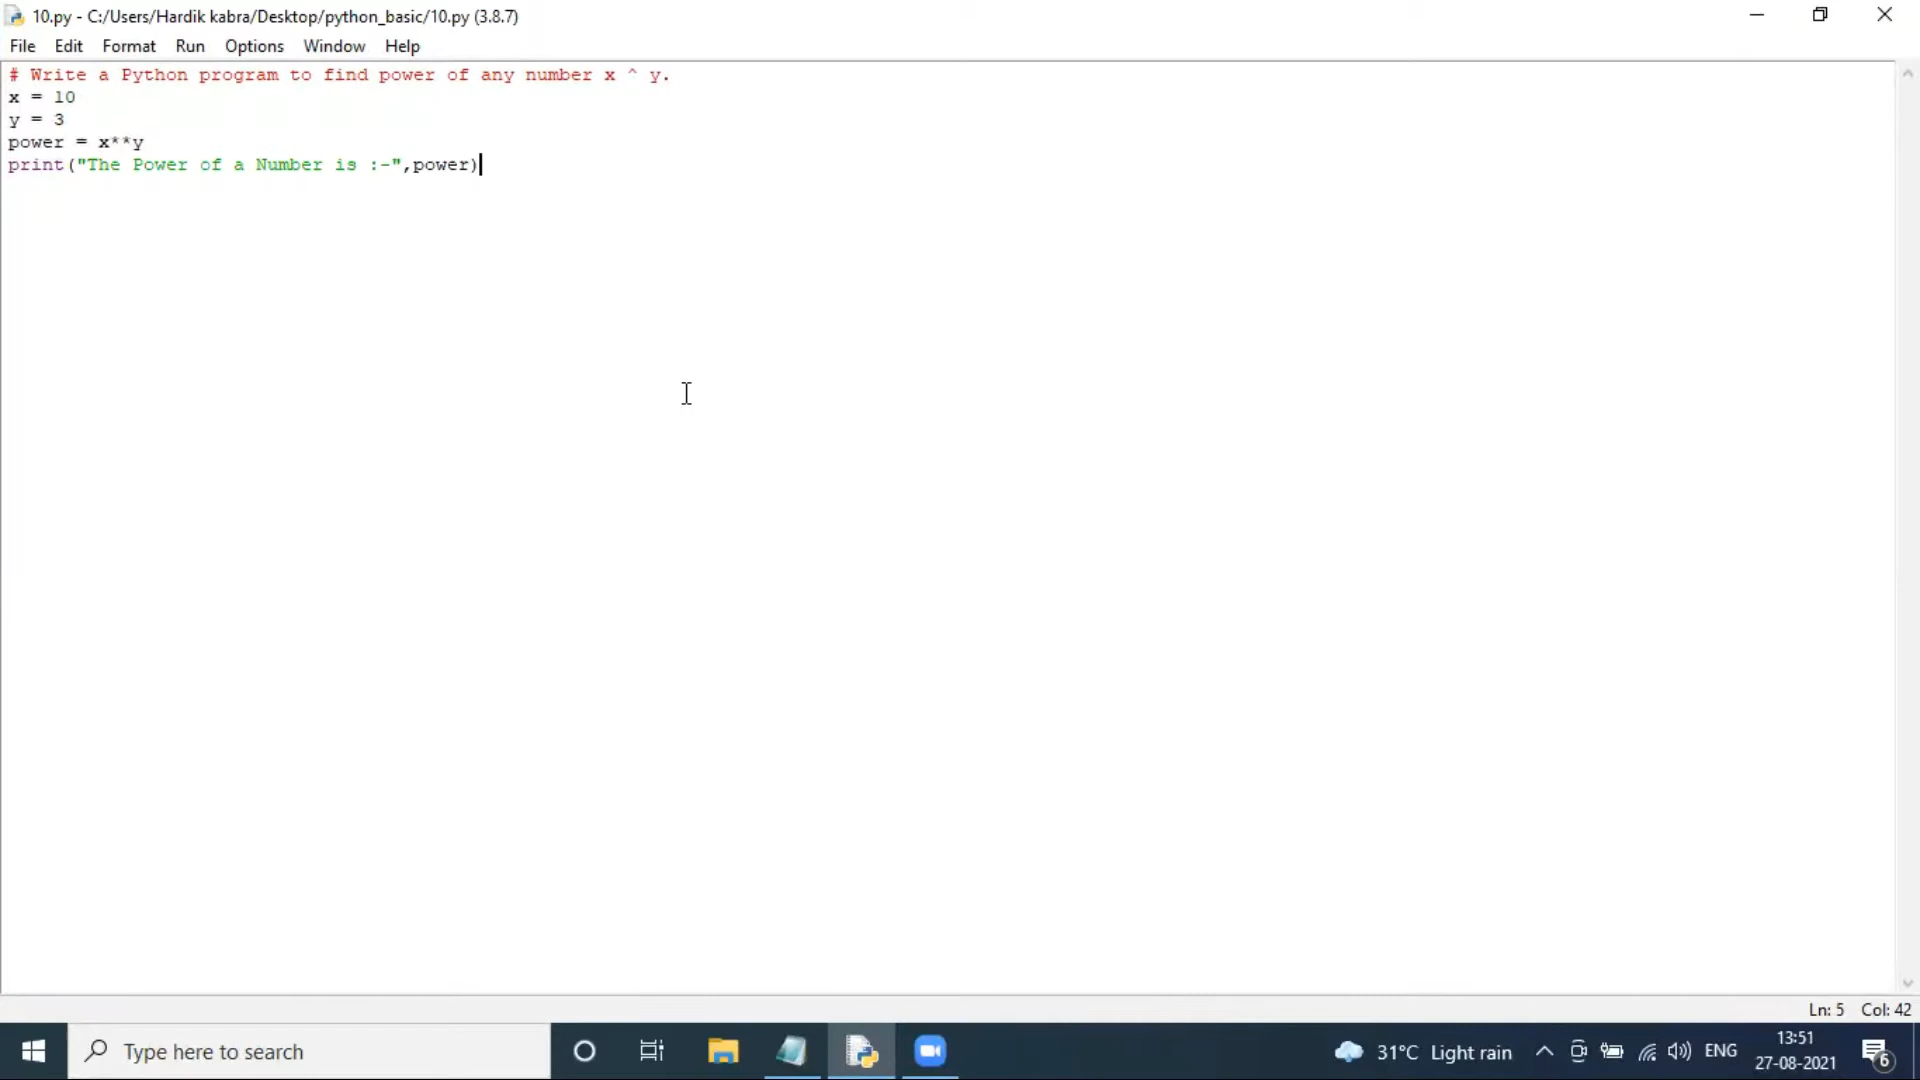 10.py - C:/Users/Hardik kabra/Desktop/python_basic/10.py (3.8.7)
File Edit Format Run Options Window Help
# Write a Python program to find power of any number x ^ y.
x = 10
y = 3
power = x**y
print("The Power of a Number is :-",power)
Ln: 5 Col: 42
Type here to search
31°C Light rain
ENG
13:51
27-08-2021
6